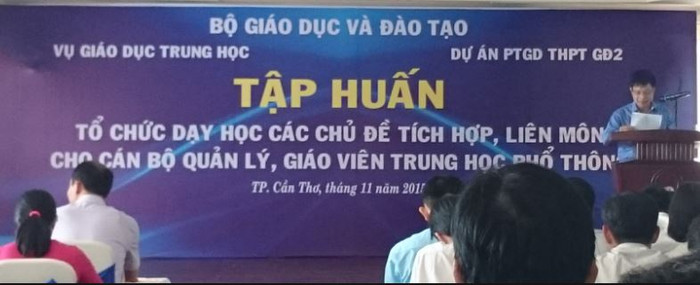 BỘ GIÁO DỤC VÀ ĐÀO TẠO
VỤ GIÁO DỤC TRUNG HỌC
DỰ ÁN PTGD THPT GĐ2
TẬP HUẤN
TỔ CHỨC DẠY HỌC CÁC CHỦ ĐỀ TÍCH HỢP, LIÊN MÔN
CHO CÁN BỘ QUẢN LÝ, GIÁO VIÊN TRUNG HỌC PHỔ THÔN
TP. Cần Thơ, tháng 11 năm 2015